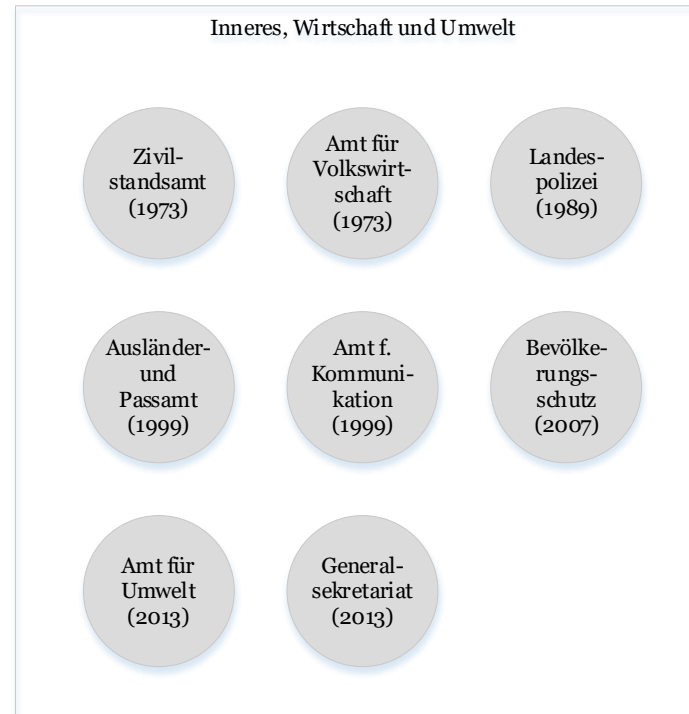 Inneres, Wirtschaft und Umwelt
Zivil-
standsamt
(1973)
Amt für
Volkswirt-
schaft
(1973)
Landes-
polizei
(1989)
Ausländer-
und
Passamt
(1999)
Amt f.
Kommuni-
kation
(1999)
Bevölke-
rungs-
schutz
(2007)
Amt für
Umwelt
(2013)
General-
sekretariat
(2013)